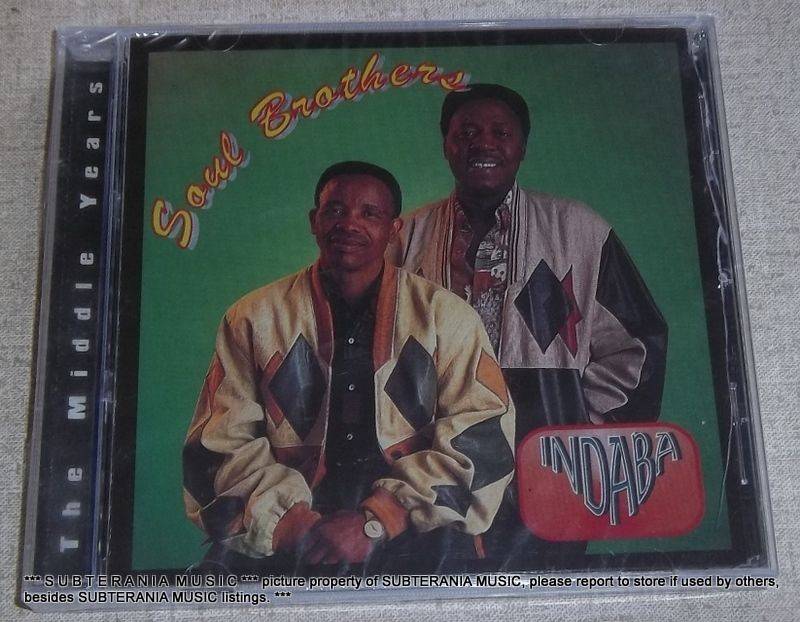 The Middle Years
Soul Brothers
INDABA
*** S U B T E R A N I A M U S I C *** picture property of SUBTERANIA MUSIC, please report to store if used by others,
besides SUBTERANIA MUSIC listings. ***